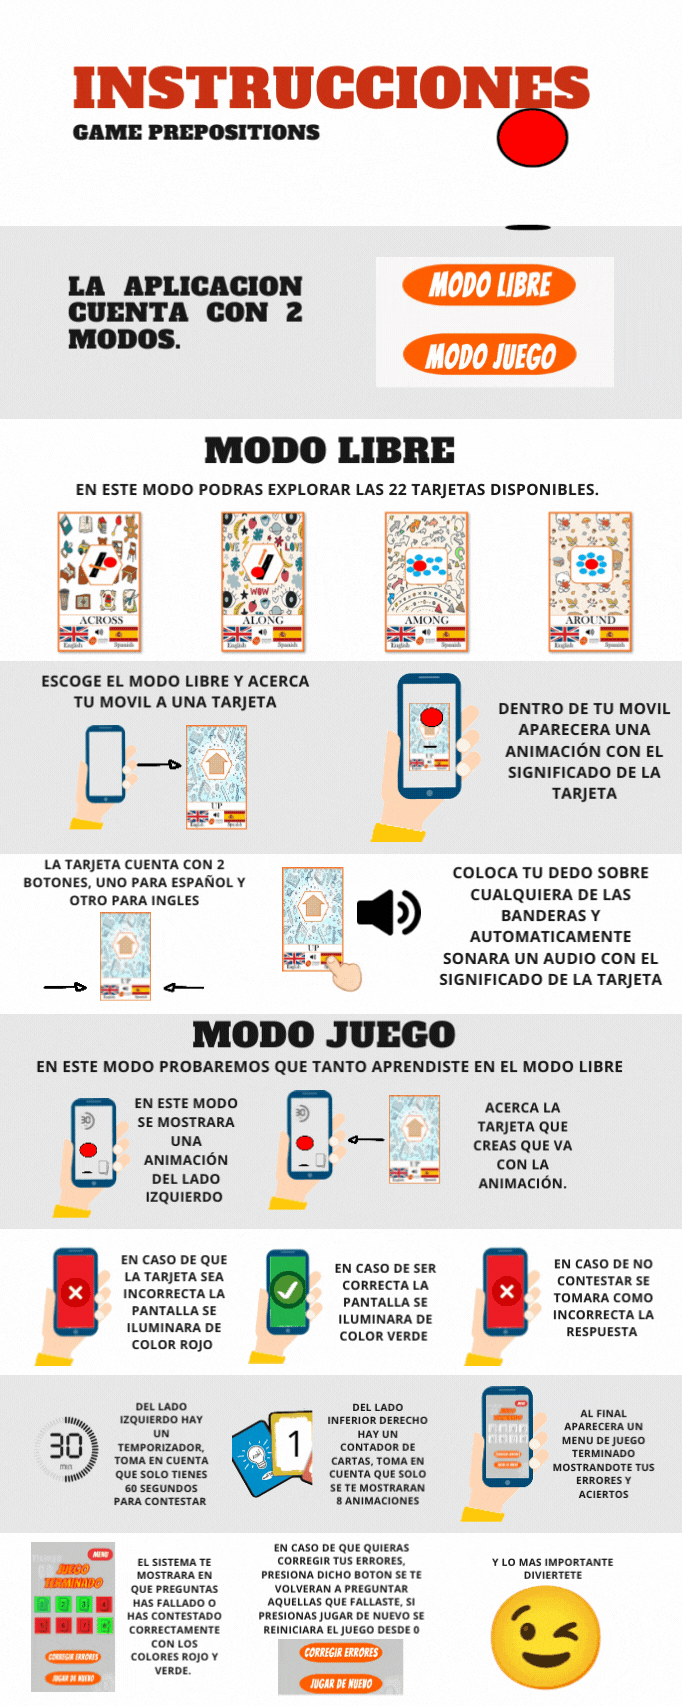 INSTRUCCIONES
GAME PREPOSITIONS
LA APLICACION
CUENTA CON 2
MODOS.
MODO LIBRE
MODO JUEGO
MODO LIBRE
EN ESTE MODO PODRAS EXPLORAR LAS 22 TARJETAS DISPONIBLES.
LOVE
LOVE
WOW
ACROSS
ALONG
AMONG
AROUND
English
Spanish
English
Spanish
English
Spanish
English
Spanish
ESCOGE EL MODO LIBRE Y ACERCA
TU MOVIL A UNA TARJETA
UP
English
Spanish
UP
DENTRO DE TU MOVIL
APARECERA UNA
ANIMACIÓN CON EL
SIGNIFICADO DE LA
TARJETA
LA TARJETA CUENTA CON 2
BOTONES, UNO PARA ESPAÑOL Y
OTRO PARA INGLES
UP
UP
COLOCA TU DEDO SOBRE
CUALQUIERA DE LAS
BANDERAS Y
AUTOMATICAMENTE
SONARA UN AUDIO CON EL
SIGNIFICADO DE LA TARJETA
MODO JUEGO
EN ESTE MODO PROBAREMOS QUE TANTO APRENDISTE EN EL MODO LIBRE
30
EN ESTE MODO
SE MOSTRARA
UNA
ANIMACIÓN
DEL LADO
IZQUIERDO
30
UP
ACERCA LA
TARJETA QUE
CREAS QUE VA
CON LA
ANIMACIÓN.
EN CASO DE QUE
LA TARJETA SEA
INCORRECTA LA
PANTALLA SE
ILUMINARA DE
COLOR ROJO
EN CASO DE SER
CORRECTA LA
PANTALLA SE
ILUMINARA DE
COLOR VERDE
EN CASO DE NO
CONTESTAR SE
TOMARA COMO
INCORRECTA LA
RESPUESTA
30
min.
DEL LADO
IZQUIERDO HAY
UN
TEMPORIZADOR,
TOMA EN CUENTA
QUE SOLO TIENES
60 SEGUNDOS
PARA CONTESTAR
1
DEL LADO
INFERIOR DERECHO
HAY UN
CONTADOR DE
CARTAS, TOMA EN
CUENTA QUE SOLO
SE TE MOSTRARAN
8 ANIMACIONES
AL FINAL
APARECERA UN
MENU DE JUEGO
TERMINADO
MOSTRANDOTE TUS
ERRORES Y
ACIERTOS
MENU
JUEGO
TERMINADO
1 2 3 4
5 6 7 8
CORREGIR ERRORES
JUGAR DE NUEVO
EL SISTEMA TE
MOSTRARA EN
QUE PREGUNTAS
HAS FALLADO O
HAS CONTESTADO
CORRECTAMENTE
CON LOS
COLORES ROJO Y
VERDE.
EN CASO DE QUE QUIERAS
CORREGIR TUS ERRORES,
PRESIONA DICHO BOTON SE TE
VOLVERAN A PREGUNTAR
AQUELLAS QUE FALLASTE, SI
PRESIONAS JUGAR DE NUEVO SE
REINICIARA EL JUEGO DESDE 0
CORREGIR ERRORES
JUGAR DE NUEVO
Y LO MAS IMPORTANTE
DIVIERTETE